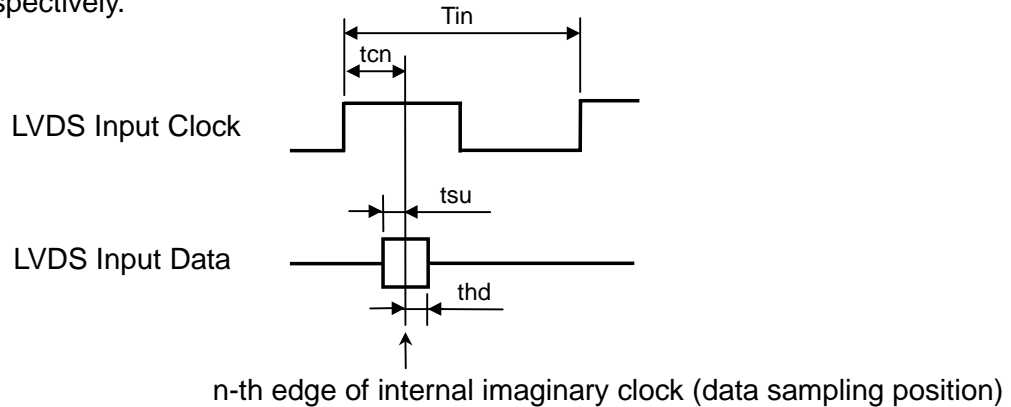 spectively.
Tin
tcn
LVDS Input Clock
tsu
LVDS Input Data
thd
n-th edge of internal imaginary clock (data sampling position)